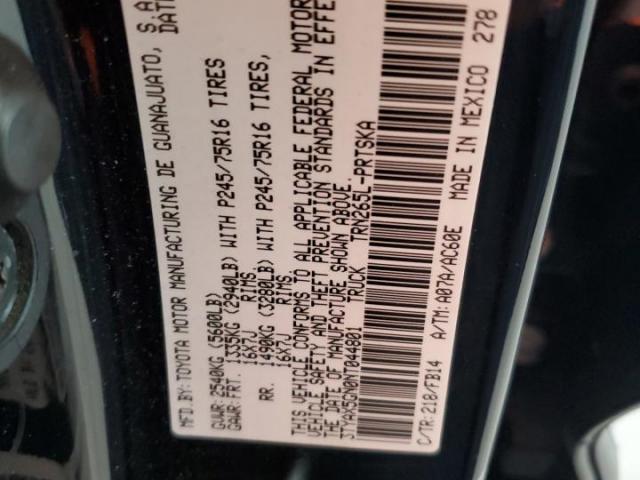 MFD.BY:TOYOTA MOTOR MANUFACTURING DE GUANAJUATO, S.A
DAT
GVWR:2540KG (5600LB)
GAWR:FRT. 1335KG (2940LB) WITH P245/75R16 TIRES
16X7J RIMS,
RR. 1490KG (3280LB) WITH P245/75R16 TIRES,
16X7J RIMS.
THIS VEHICLE CONFORMS TO ALL APPLICABLE FEDERAL MOTOR
VEHICLE SAFETY AND THEFT PREVENTION STANDARDS IN EFFE
THE DATE OF MANUFACTURE SHOWN ABOVE.
3TYAX5GN0NT044801 TRUCK TRN265L-PRTSKA
C/TR:218/FB14 A/TM:A07A/AC60E MADE IN MEXICO 270